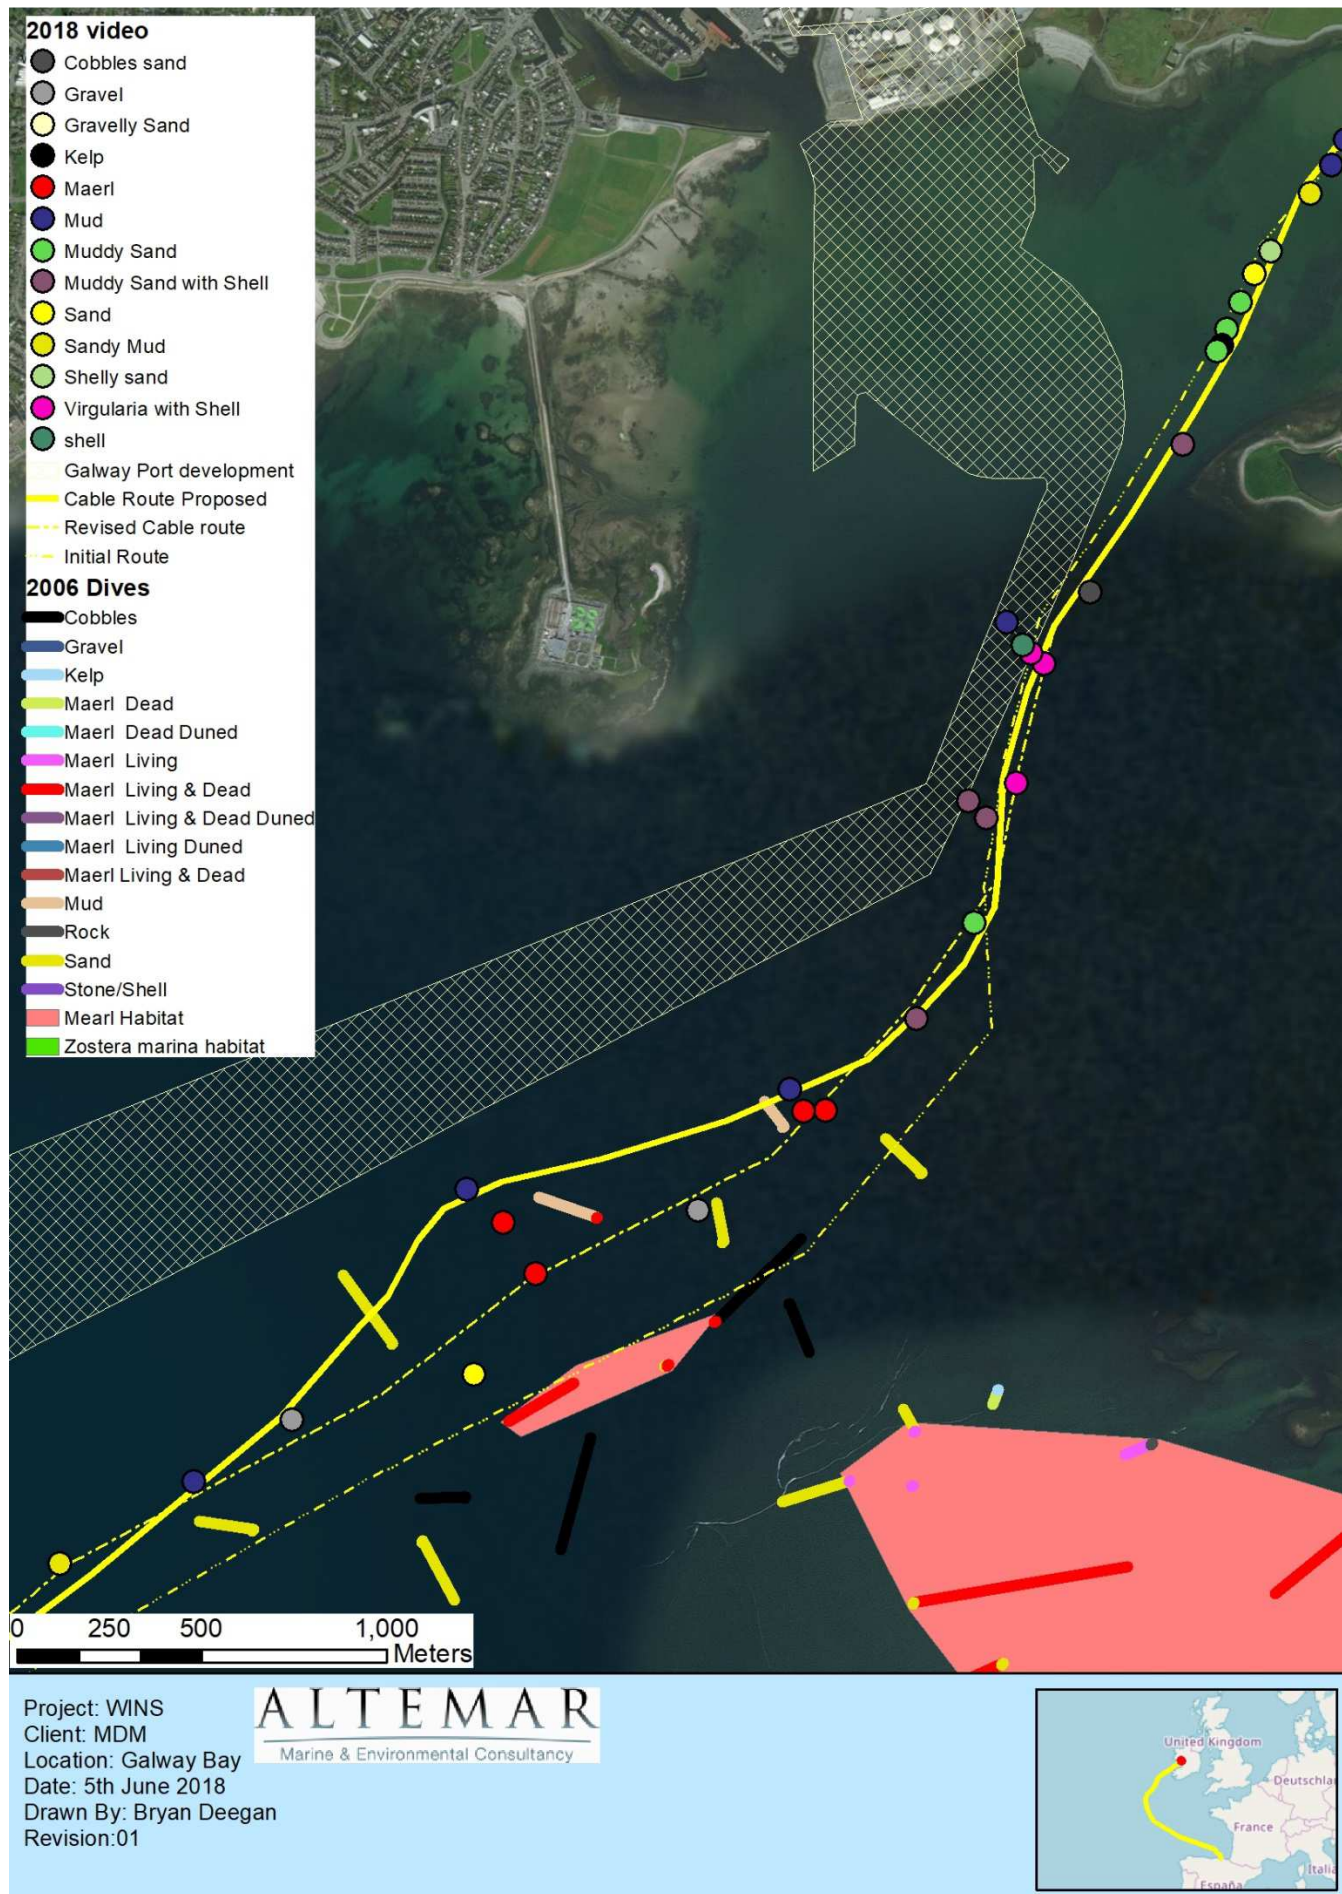 2018 video
Cobbles sand
Gravel
Gravelly Sand
Kelp
Maerl
Mud
Muddy Sand
Muddy Sand with Shell
Sand
Sandy Mud
Shelly sand
Virgularia with Shell
shell
Galway Port development
Cable Route Proposed
Revised Cable route
Initial Route
2006 Dives
Cobbles
Gravel
Kelp
Maerl Dead
Maerl Dead Duned
Maerl Living
Maerl Living & Dead
Maerl Living & Dead Duned
Maerl Living Duned
Maerl Living & Dead
Mud
Rock
Sand
Stone/Shell
Mearl Habitat
Zostera marina habitat
0 250 500 1,000
Meters
Project: WINS
Client: MDM
Location: Galway Bay
Date: 5th June 2018
Drawn By: Bryan Deegan
Revision:01
ALTEMAR
Marine & Environmental Consultancy
United Kingdom
Deutschla
France
España
Italia